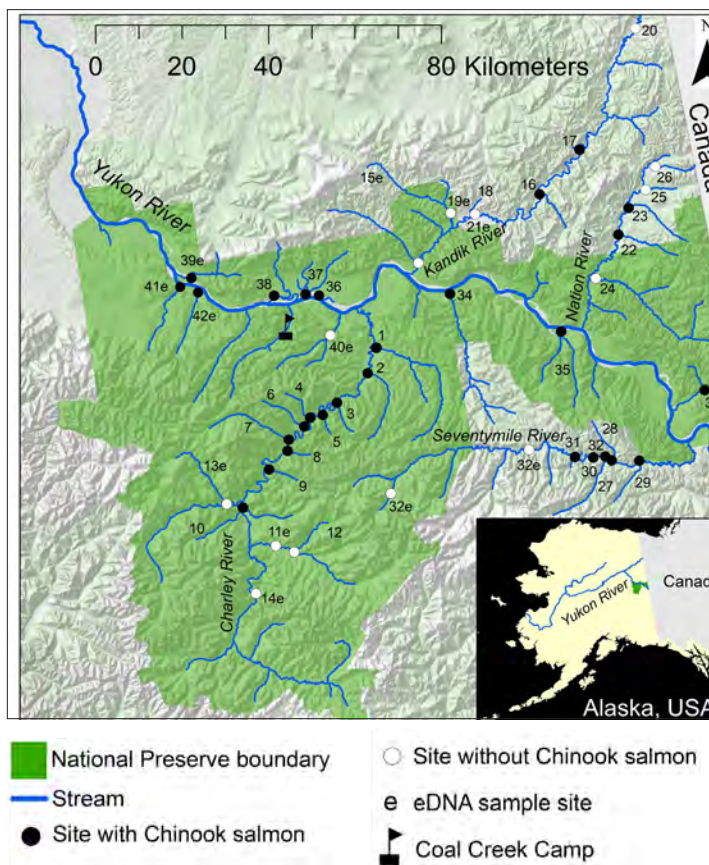 N
20
0 20 40 80 Kilometers
Canada
17
Yukon River
15e
26
18
16
25
19e
23
21e
22
Kandik River
Nation River
39e
37
24
38
36
34
41e
42e
40e
1
35
2
3
4
6
3
7
5
Seventymile River
28
31
32
8
13e
32e
30
27
29
9
32e
10
11e
12
Charley River
14e
Canada
Yukon River
Alaska, USA
National Preserve boundary
Stream
Site with Chinook salmon
Site without Chinook salmon
e eDNA sample site
Coal Creek Camp